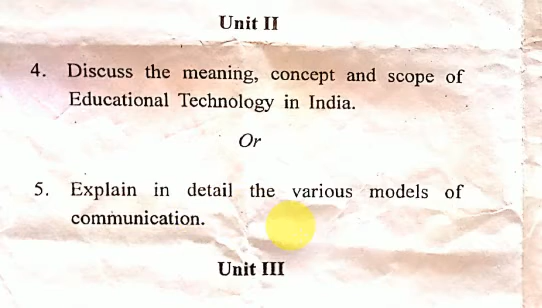 Unit II
4. Discuss the meaning, concept and scope of
Educational Technology in India.
Or
5. Explain in detail the various models of
communication.
Unit III